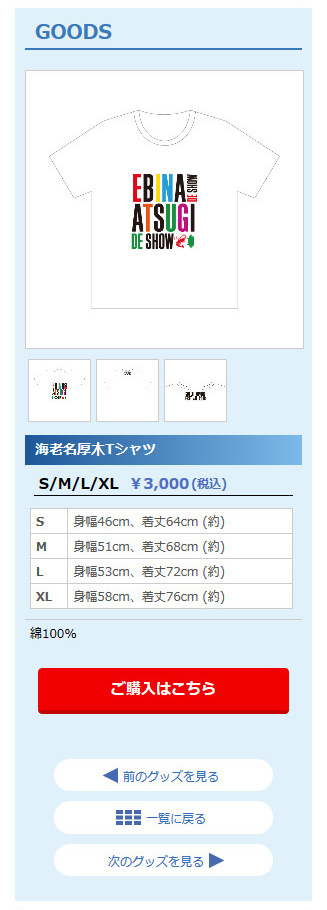 GOODS
EBINA
DE SHOW
ATSUGI
DE SHOW
海老名厚木Tシャツ
S/M/L/XL ￥3,000(税込)
S 身幅46cm、着丈64cm (約)
M 身幅51cm、着丈68cm (約)
L 身幅53cm、着丈72cm (約)
XL 身幅58cm、着丈76cm (約)
綿100%
ご購入はこちら
前のグッズを見る
一覧に戻る
次のグッズを見る